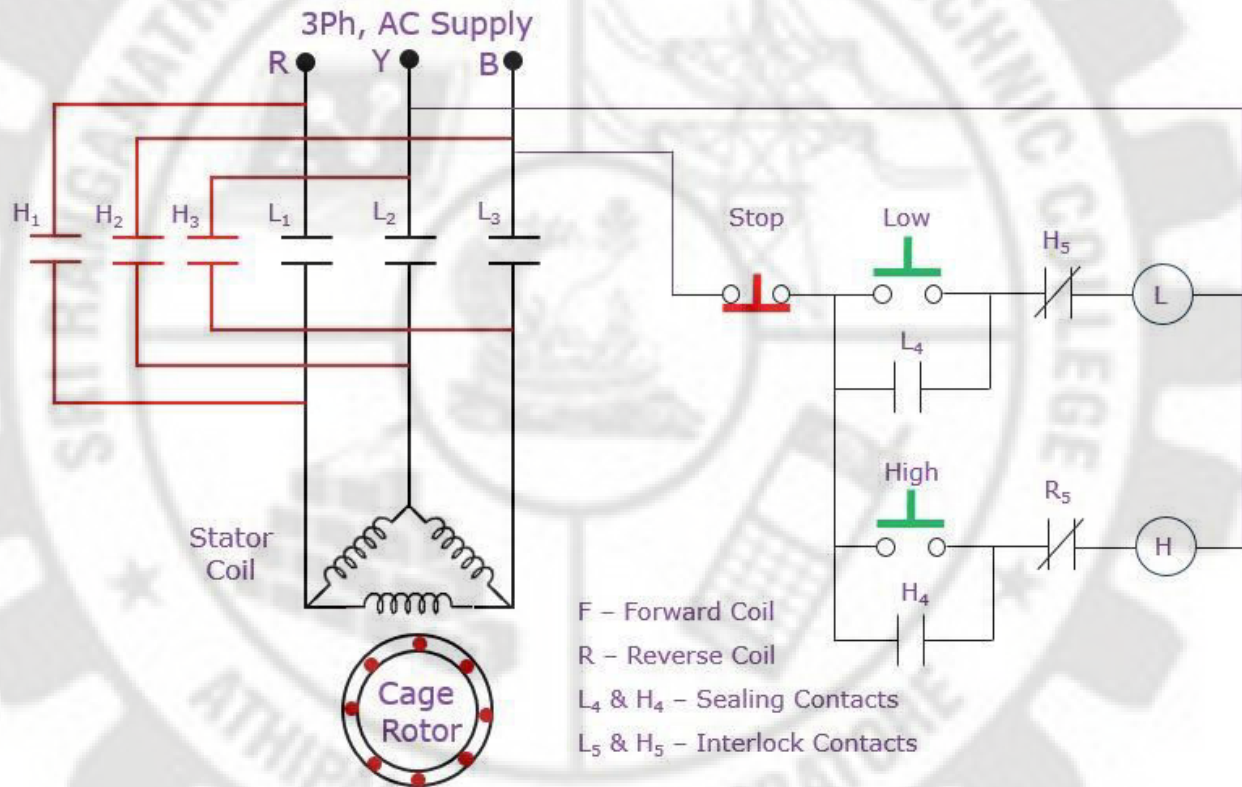 3Ph, AC Supply
R Y B
H₁ H₂ H₃ L₁ L₂ L₃
Stop Low H₅
L
L₄
High R₅
H
H₄
Stator
Coil
Cage
Rotor
F – Forward Coil
R – Reverse Coil
L₄ & H₄ – Sealing Contacts
L₅ & H₅ – Interlock Contacts
COLLEGE